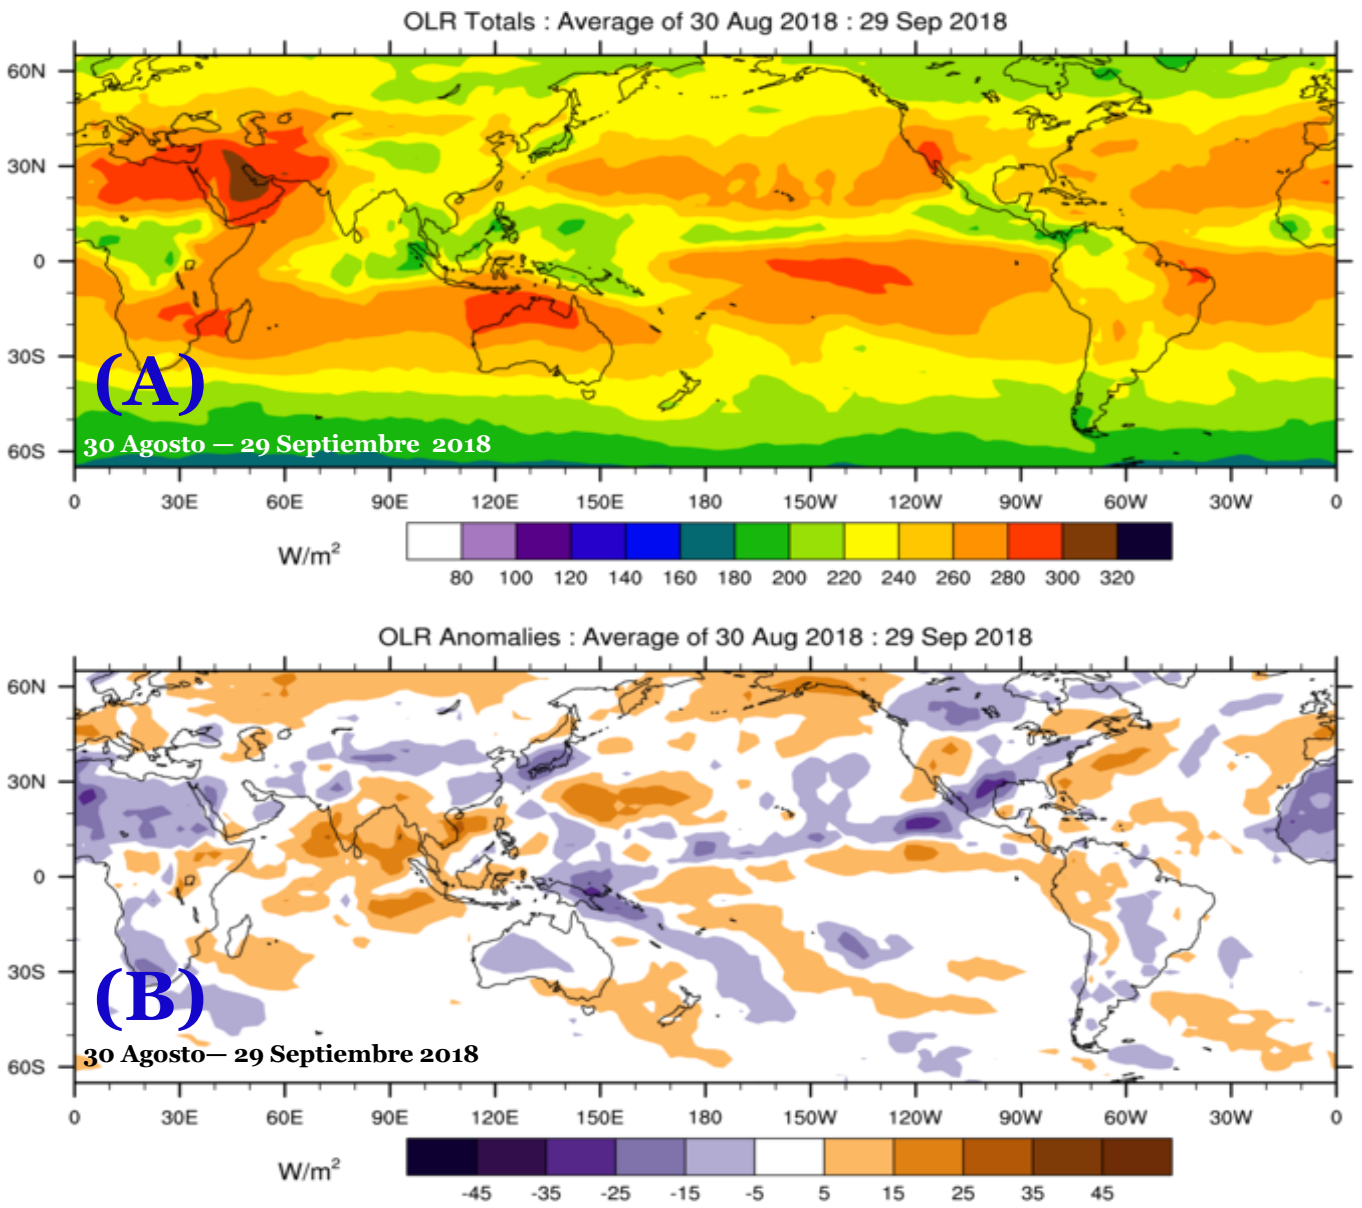 OLR Totals : Average of 30 Aug 2018 : 29 Sep 2018
60N
30N
0
30S
60S
(A)
30 Agosto — 29 Septiembre 2018
0 30E 60E 90E 120E 150E 180 150W 120W 90W 60W 30W 0
W/m²
80 100 120 140 160 180 200 220 240 260 280 300 320
OLR Anomalies : Average of 30 Aug 2018 : 29 Sep 2018
60N
30N
0
30S
60S
(B)
30 Agosto— 29 Septiembre 2018
0 30E 60E 90E 120E 150E 180 150W 120W 90W 60W 30W 0
W/m²
-45 -35 -25 -15 -5 5 15 25 35 45